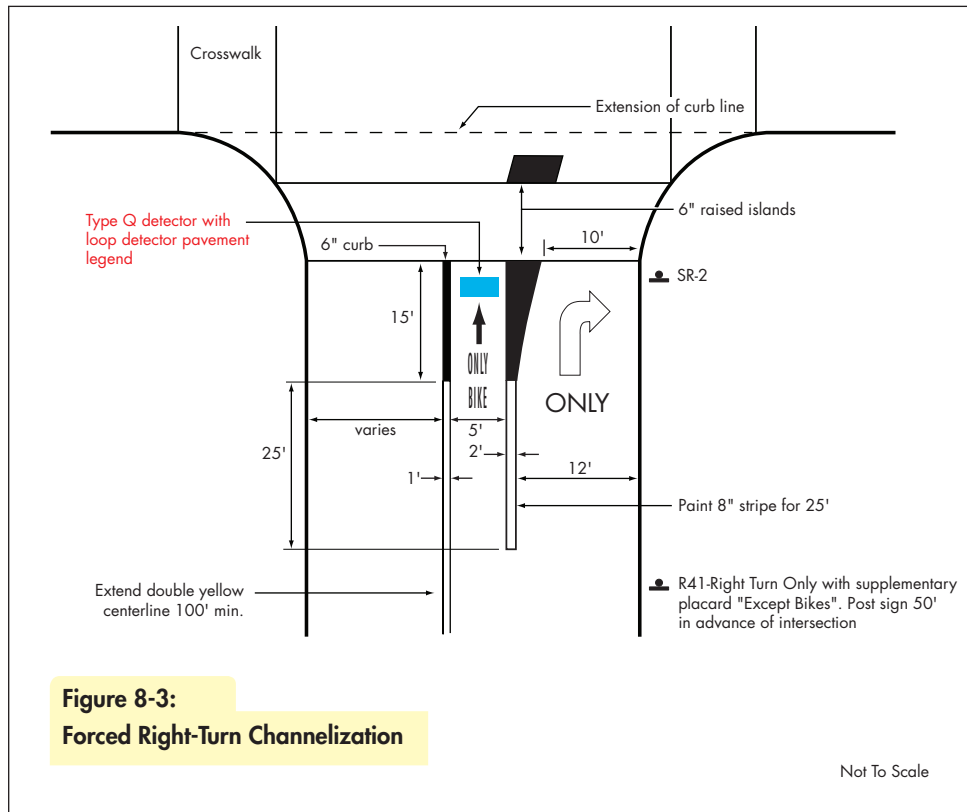 Crosswalk
Extension of curb line
Type Q detector with
loop detector pavement
legend
6" raised islands
6" curb
10'
SR-2
15'
ONLY
BIKE
ONLY
varies
5'
25'
2'
1'
12'
Paint 8" stripe for 25'
Extend double yellow
centerline 100' min.
R41-Right Turn Only with supplementary
placard "Except Bikes". Post sign 50'
in advance of intersection
Figure 8-3:
Forced Right-Turn Channelization
Not To Scale